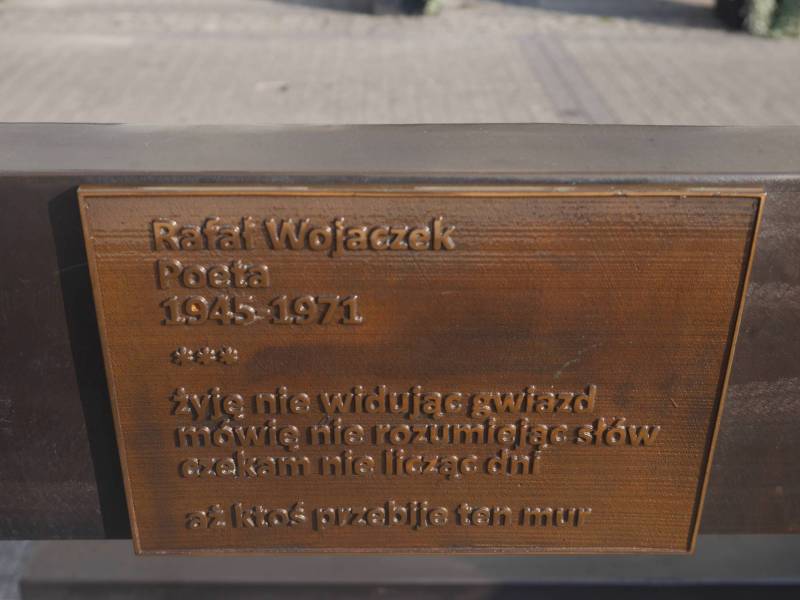 Rafał Wojaczek
Poeta
1945-1971
***
żyję nie widując gwiazd
mówię nie rozumiejąc słów
czekam nie licząc dni
aż ktoś przebije ten mur